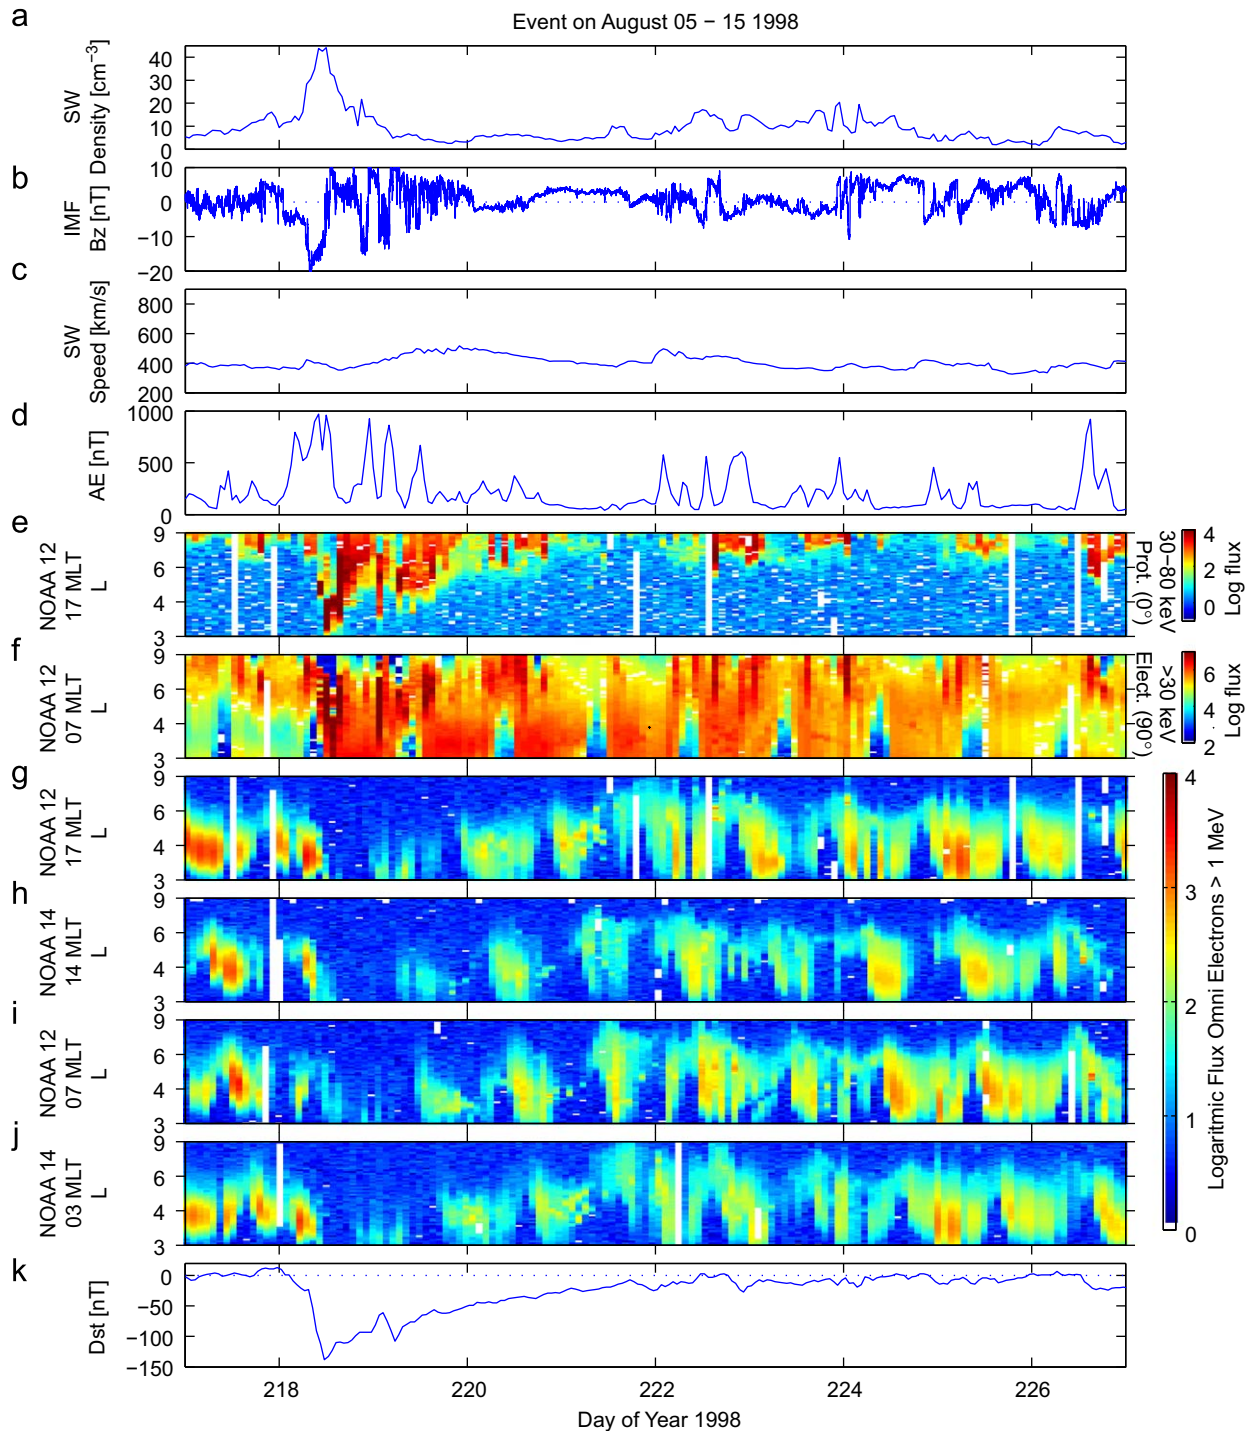 Event on August 05 − 15 1998
a
SW
Density [cm−3]
40
30
20
10
0
b
IMF
Bz [nT]
10
0
−10
−20
c
SW
Speed [km/s]
800
600
400
200
d
AE [nT]
1000
500
0
e
NOAA 12
17 MLT
L
9
6
4
3
30−80 keV
Prot. (0°)
4
2
0
Log flux
f
NOAA 12
07 MLT
L
9
6
4
3
>30 keV
Elect. (90°)
6
4
2
Log flux
g
NOAA 12
17 MLT
L
9
6
4
3
h
NOAA 14
14 MLT
L
9
6
4
3
i
NOAA 12
07 MLT
L
9
6
4
3
j
NOAA 14
03 MLT
L
9
6
4
3
4
3
2
1
0
Logaritmic Flux Omni Electrons > 1 MeV
k
Dst [nT]
0
−50
−100
−150
218
220
222
224
226
Day of Year 1998